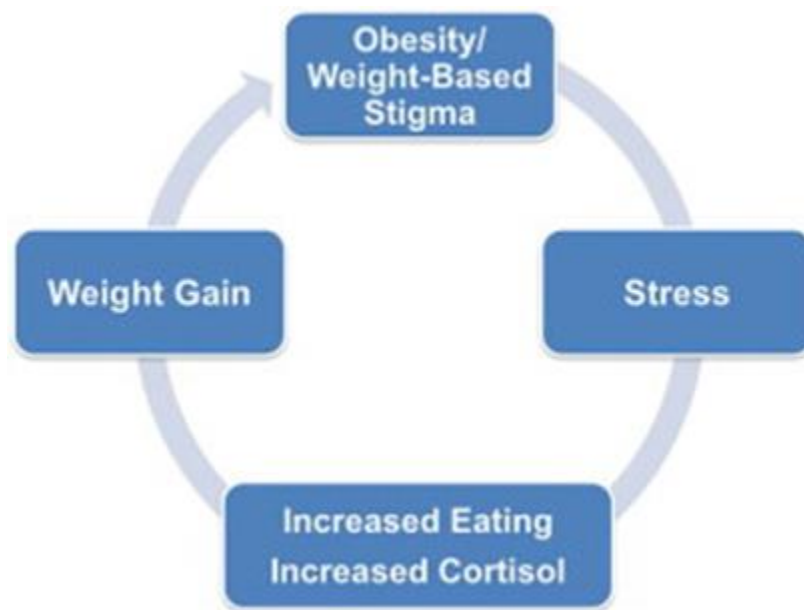 Obesity/
Weight-Based
Stigma
Weight Gain
Stress
Increased Eating
Increased Cortisol